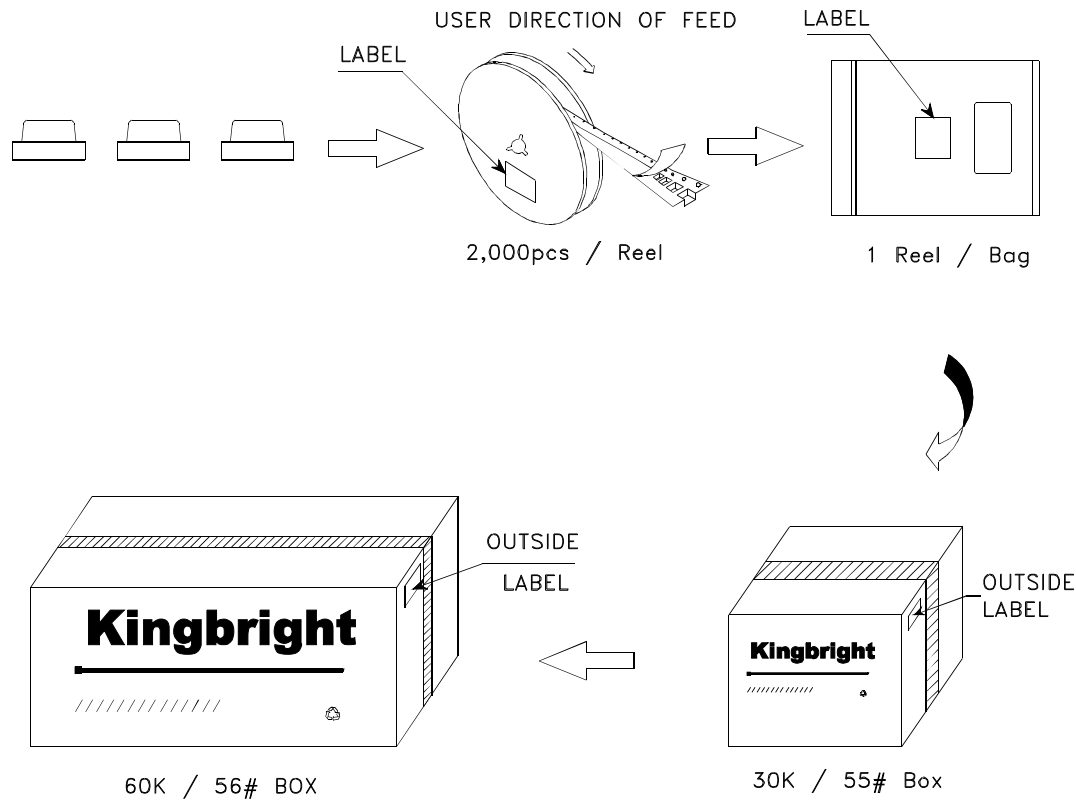 USER DIRECTION OF FEED
LABEL
LABEL
2,000pcs / Reel
1 Reel / Bag
OUTSIDE
LABEL
Kingbright
60K / 56# BOX
OUTSIDE
LABEL
Kingbright
30K / 55# Box